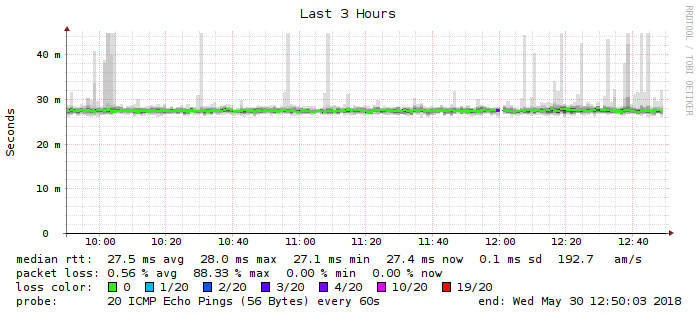 Last 3 Hours
RRDTOOL / TOBI OETIKER
Seconds
40 m
30 m
20 m
10 m
0
10:00 10:20 10:40 11:00 11:20 11:40 12:00 12:20 12:40
median rtt: 27.5 ms avg 28.0 ms max 27.1 ms min 27.4 ms now 0.1 ms sd 192.7 am/s
packet loss: 0.56 % avg 88.33 % max 0.00 % min 0.00 % now
loss color: 0 1/20 2/20 3/20 4/20 10/20 19/20
probe: 20 ICMP Echo Pings (56 Bytes) every 60s end: Wed May 30 12:50:03 2018